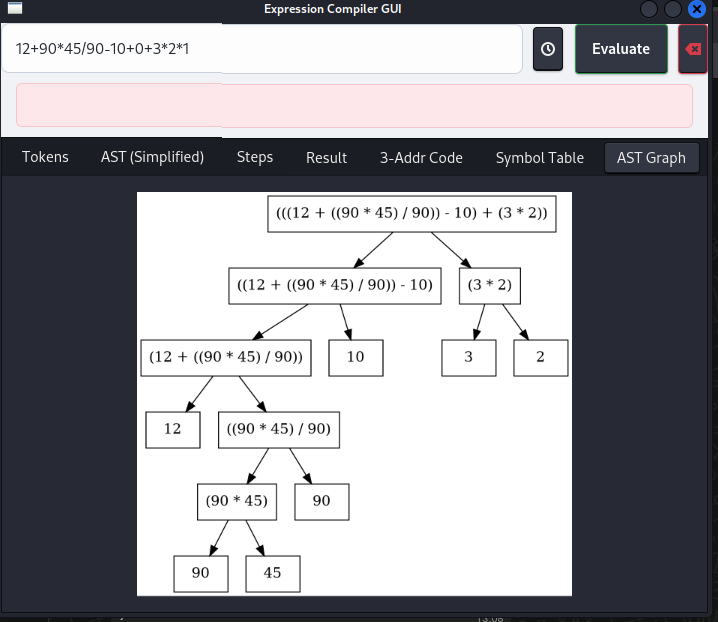 Expression Compiler GUI
12+90*45/90-10+0+3*2*1
Evaluate
Tokens AST (Simplified) Steps Result 3-Addr Code Symbol Table AST Graph
(((12 + ((90 * 45) / 90)) - 10) + (3 * 2))
((12 + ((90 * 45) / 90)) - 10) (3 * 2)
(12 + ((90 * 45) / 90)) 10 3 2
12 ((90 * 45) / 90)
(90 * 45) 90
90 45